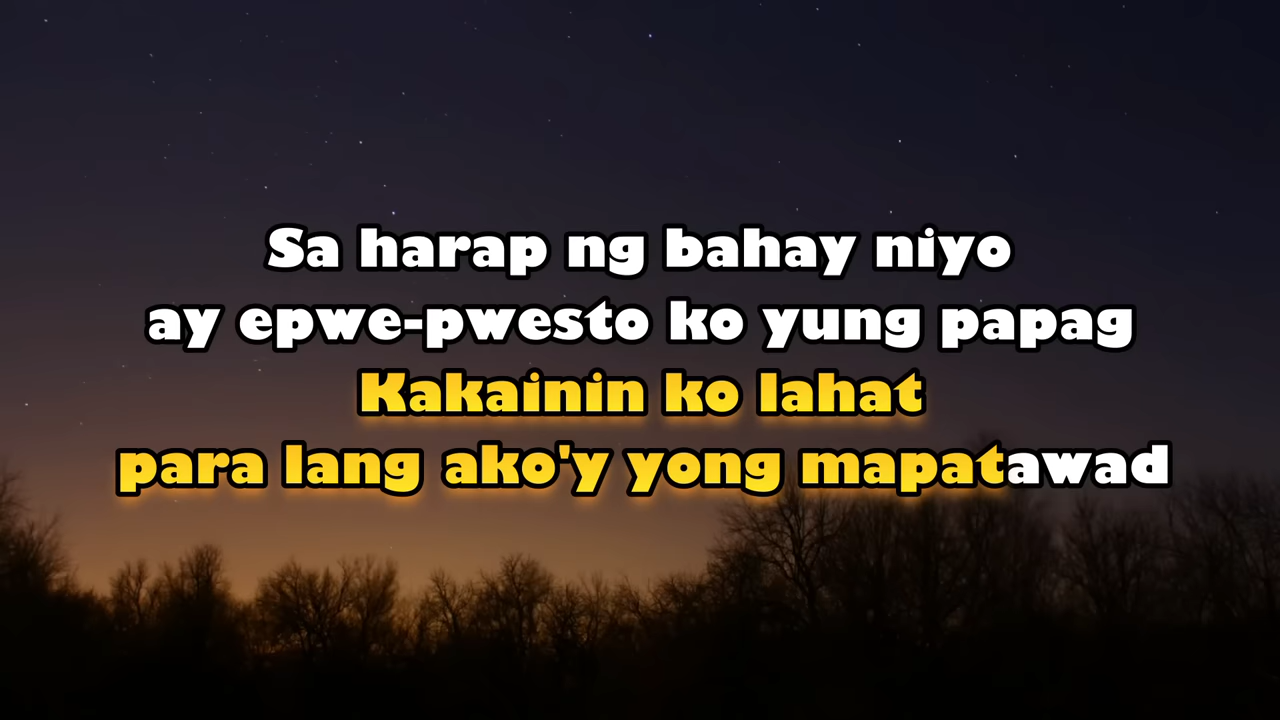 Sa harap ng bahay niyo
ay epwe-pwesto ko yung papag
Kakainin ko lahat
para lang ako'y yong mapatawad